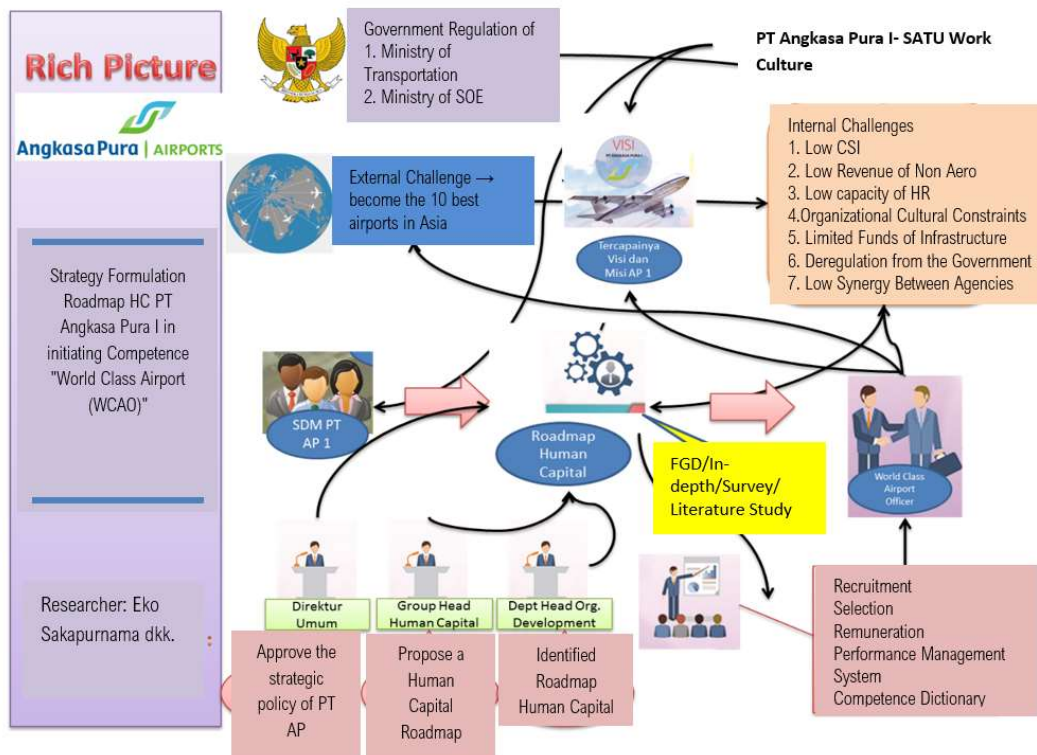 Rich Picture
AngkasaPura | AIRPORTS
Strategy Formulation
Roadmap HC PT
Angkasa Pura I in
initiating Competence
"World Class Airport
(WCAO)"
Researcher: Eko
Sakapurnama dkk.
:
Government Regulation of
1. Ministry of
Transportation
2. Ministry of SOE
PT Angkasa Pura I- SATU Work
Culture
External Challenge →
become the 10 best
airports in Asia
VISI
Tercapainya
Visi dan
Misi AP 1
Internal Challenges
1. Low CSI
2. Low Revenue of Non Aero
3. Low capacity of HR
4.Organizational Cultural Constraints
5. Limited Funds of Infrastructure
6. Deregulation from the Government
7. Low Synergy Between Agencies
SDM PT
AP 1
Roadmap
Human
Capital
FGD/In-
depth/Survey/
Literature Study
World Class
Airport
Officer
Direktur
Umum
Group Head
Human Capital
Dept Head Org.
Development
Approve the
strategic
policy of PT
AP
Propose a
Human
Capital
Roadmap
Identified
Roadmap
Human Capital
Recruitment
Selection
Remuneration
Performance Management
System
Competence Dictionary